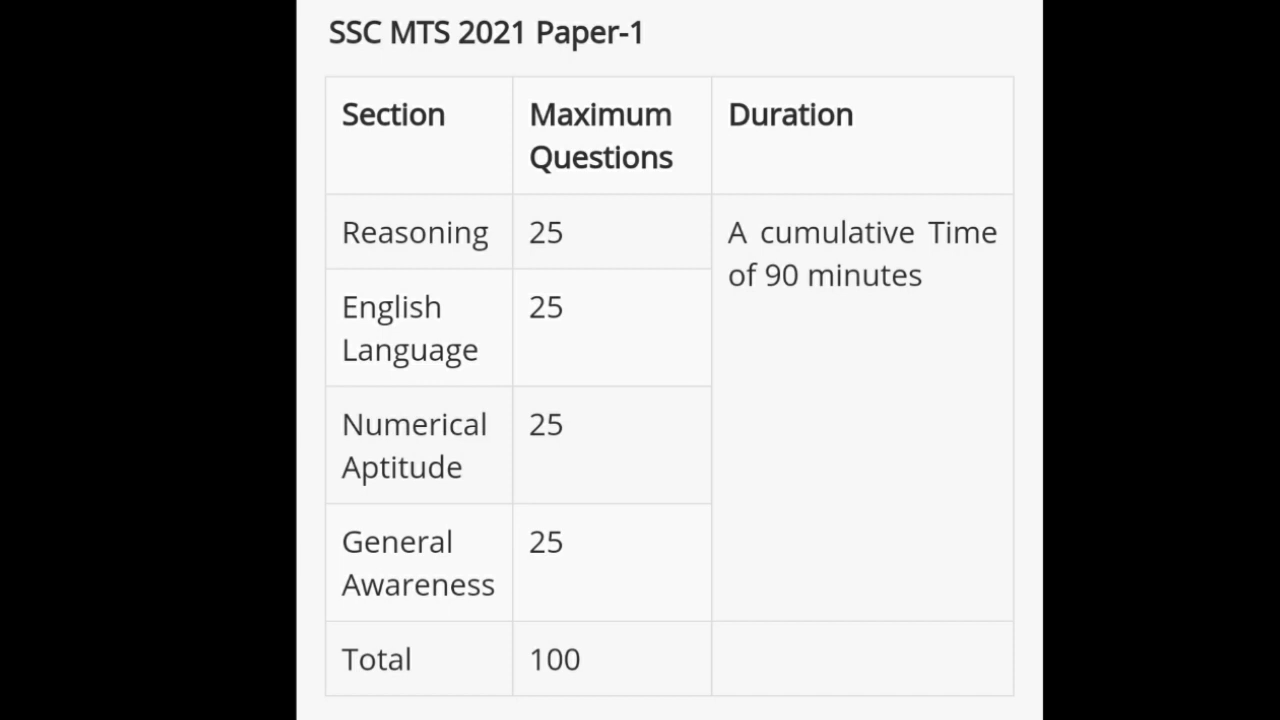 SSC MTS 2021 Paper-1
Section Maximum Questions Duration
Reasoning 25 A cumulative Time of 90 minutes
English Language 25
Numerical Aptitude 25
General Awareness 25
Total 100